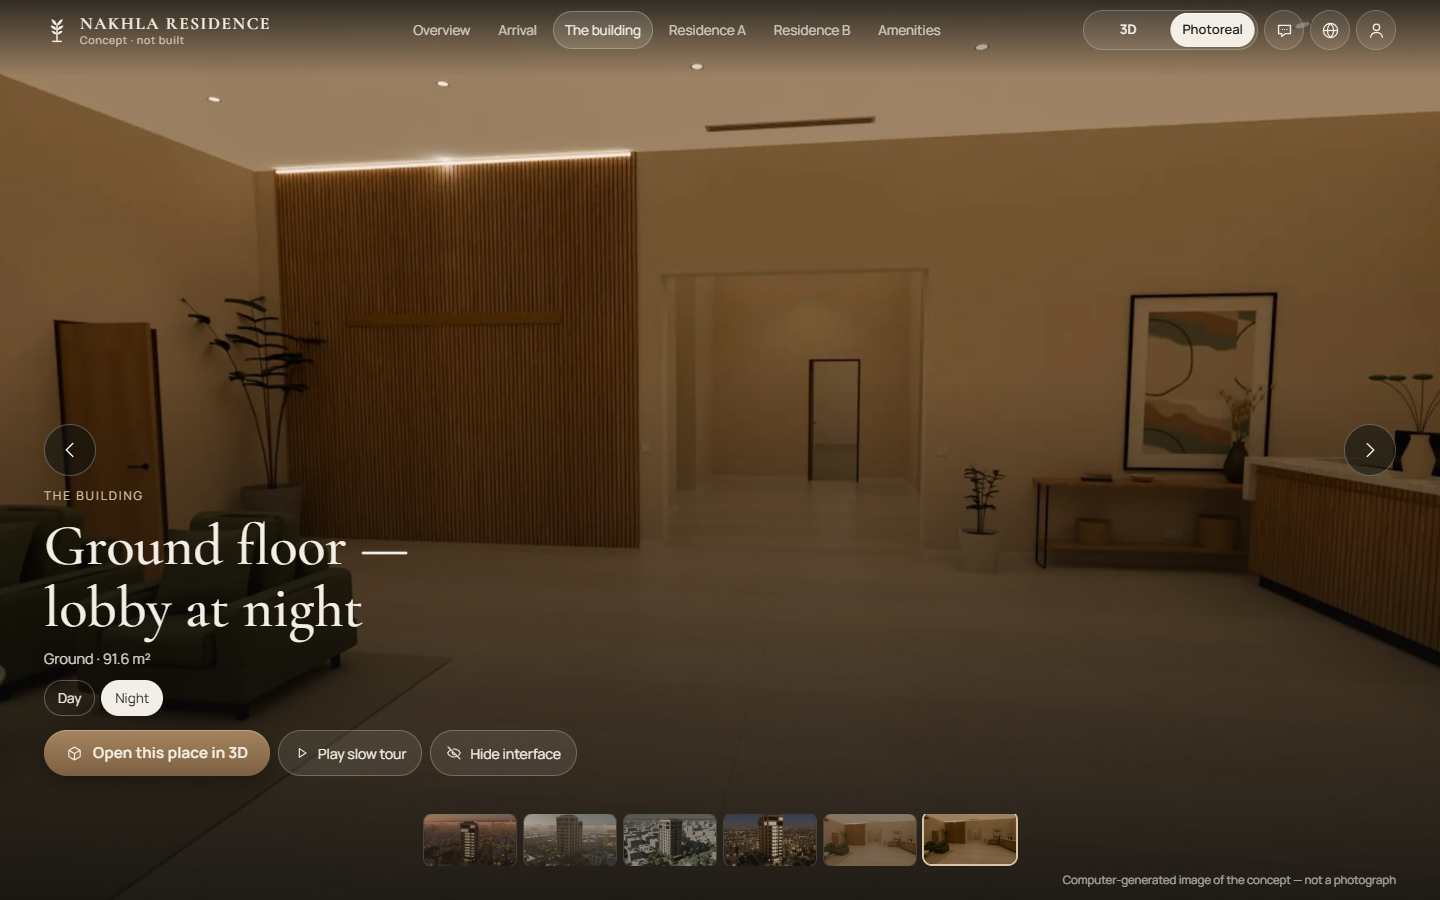 NAKHLA RESIDENCE
Concept · not built
Overview
Arrival
The building
Residence A
Residence B
Amenities
3D
Photoreal
THE BUILDING
Ground floor —
lobby at night
Ground · 91.6 m²
Day
Night
Open this place in 3D
Play slow tour
Hide interface
Computer-generated image of the concept — not a photograph